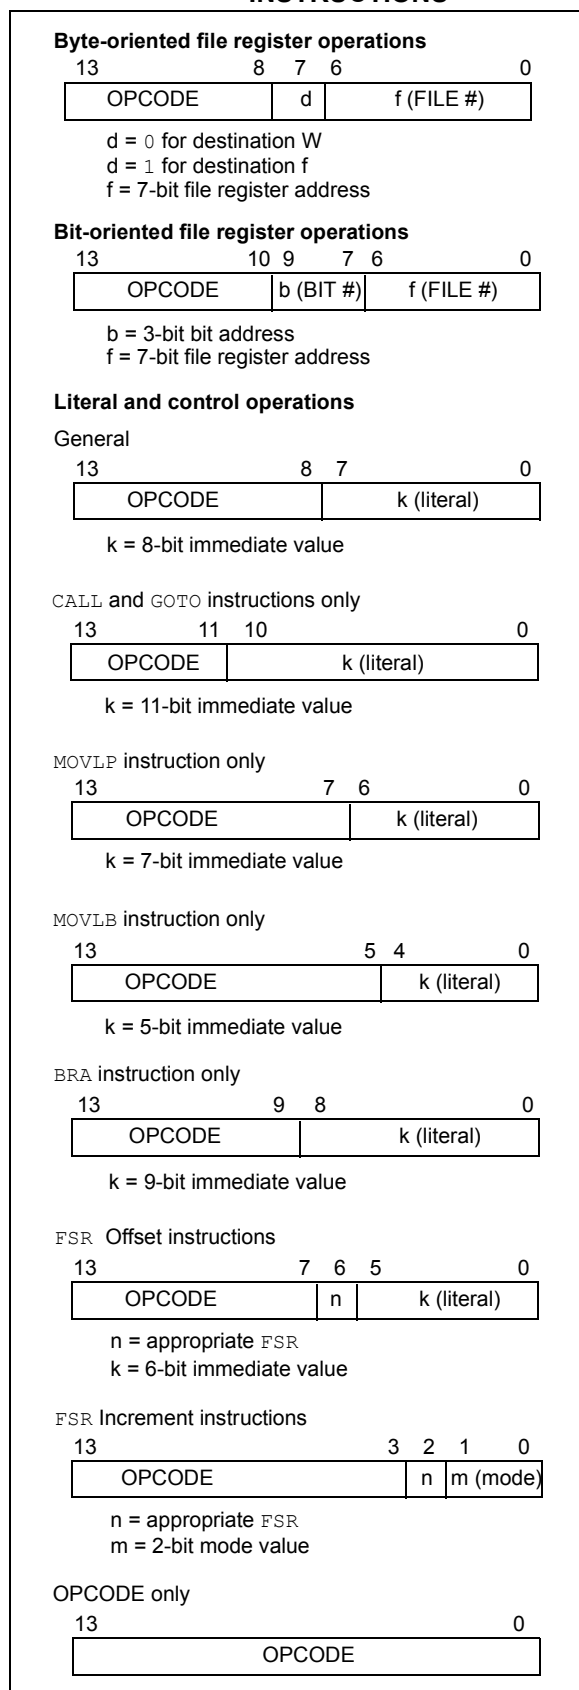 INSTRUCTIONS
Byte-oriented file register operations
13 8 7 6 0
OPCODE d f (FILE #)
d = 0 for destination W
d = 1 for destination f
f = 7-bit file register address
Bit-oriented file register operations
13 10 9 7 6 0
OPCODE b (BIT #) f (FILE #)
b = 3-bit bit address
f = 7-bit file register address
Literal and control operations
General
13 8 7 0
OPCODE k (literal)
k = 8-bit immediate value
CALL and GOTO instructions only
13 11 10 0
OPCODE k (literal)
k = 11-bit immediate value
MOVLP instruction only
13 7 6 0
OPCODE k (literal)
k = 7-bit immediate value
MOVLB instruction only
13 5 4 0
OPCODE k (literal)
k = 5-bit immediate value
BRA instruction only
13 9 8 0
OPCODE k (literal)
k = 9-bit immediate value
FSR Offset instructions
13 7 6 5 0
OPCODE n k (literal)
n = appropriate FSR
k = 6-bit immediate value
FSR Increment instructions
13 3 2 1 0
OPCODE n m (mode)
n = appropriate FSR
m = 2-bit mode value
OPCODE only
13 0
OPCODE